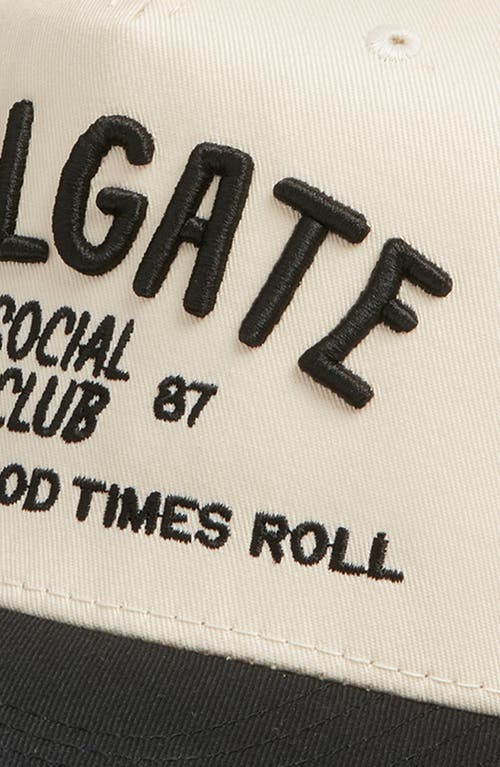 LGATE
SOCIAL
CLUB 87
OD TIMES ROLL